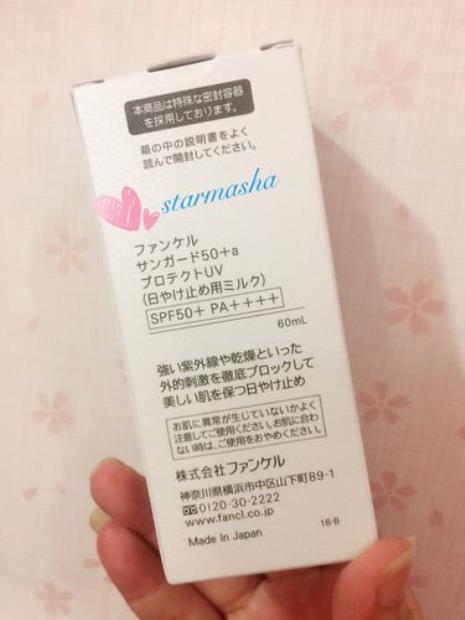 本商品は特殊な密封容器
を採用しております。
箱の中の説明書をよく
読んで開封してください。
starmasha
ファンケル
サンガード50+a
プロテクトUV
(日やけ止め用ミルク)
SPF50+ PA++++
60mL
強い紫外線や乾燥といった
外的刺激を徹底ブロックして
美しい肌を保つ日やけ止め
お肌に異常が生じていないかよく
注意してご使用ください。お肌に合わ
ない時は、ご使用をおやめください。
株式会社ファンケル
神奈川県横浜市中区山下町89-1
0120-30-2222
www.fancl.co.jp
Made In Japan
16-B